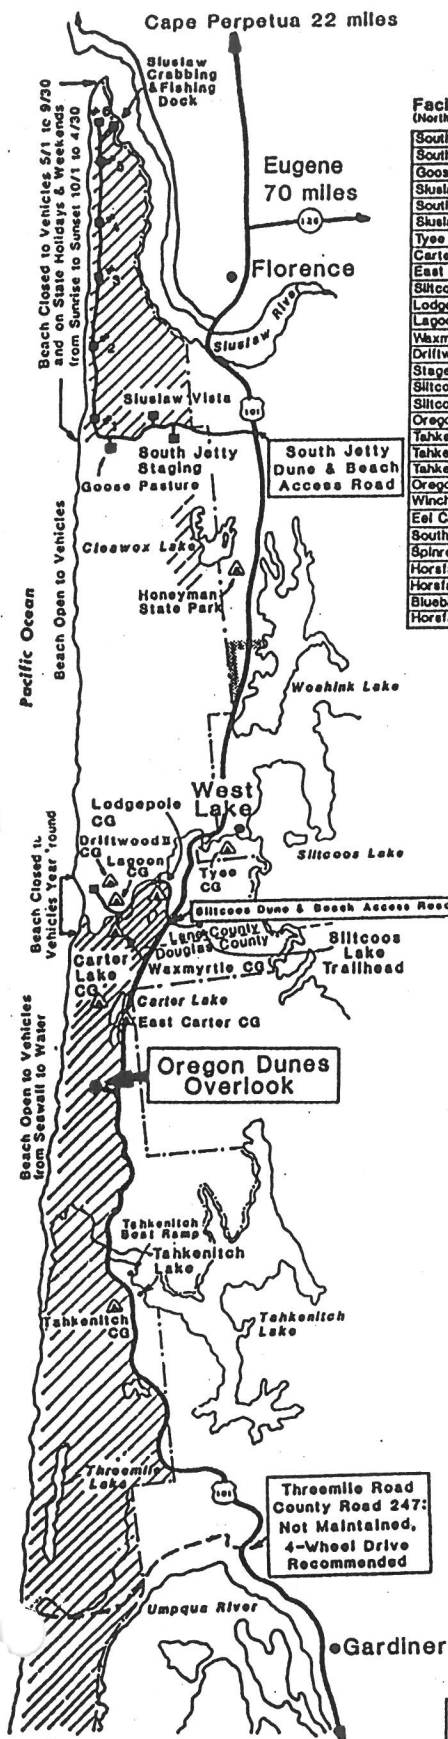 Cape Perpetua 22 miles
Siuslaw
Crabbing
& Fishing
Dock
Beach Closed to Vehicles 5/1 to 9/30
and on State Holidays & Weekends
from Sunrise to Sunset 10/1 to 4/30
Eugene
70 miles
126
Florence
Siuslaw River
6
5
4
3
2
Siuslaw Vista
101
South Jetty
Staging
Goose Pasture
South Jetty
Dune & Beach
Access Road
Cleawox Lake
Honeyman
State Park
Pacific Ocean
Beach Open to Vehicles
Woahink Lake
West
Lake
Lodgepole
CG
Driftwood II
CG
Lagoon
CG
Tyee
CG
Siltcoos Lake
Beach Closed to
Vehicles Year 'round
Siltcoos Dune & Beach Access Road
Lane County
Douglas County
Siltcoos
Lake
Trailhead
Waxmyrtle CG
Carter
Lake
CG
Carter Lake
East Carter CG
Oregon Dunes
Overlook
Beach Open to Vehicles
from Seawall to Water
Tahkenitch
Boat Ramp
Tahkenitch
Lake
Tahkenitch
CG
Tahkenitch
Lake
Threemile
Lake
101
Threemile Road
County Road 247:
Not Maintained,
4-Wheel Drive
Recommended
Umpqua River
Gardiner
Faci
(North
South
South
Goos
Siusla
South
Siusla
Tyee
Carte
East
Siltco
Lodge
Lagoo
Waxm
Driftw
Stage
Siltco
Siltco
Orego
Tahke
Tahke
Tahke
Orego
Winch
Eel C
South
Spinre
Horsf
Horsfa
Blueb
Horsfa